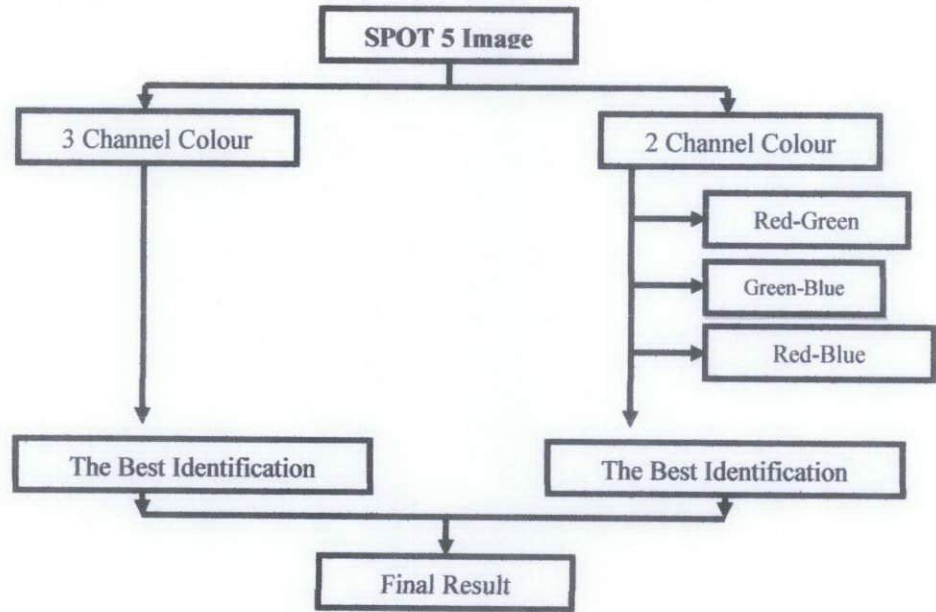 SPOT 5 Image
3 Channel Colour
2 Channel Colour
Red-Green
Green-Blue
Red-Blue
The Best Identification
The Best Identification
Final Result